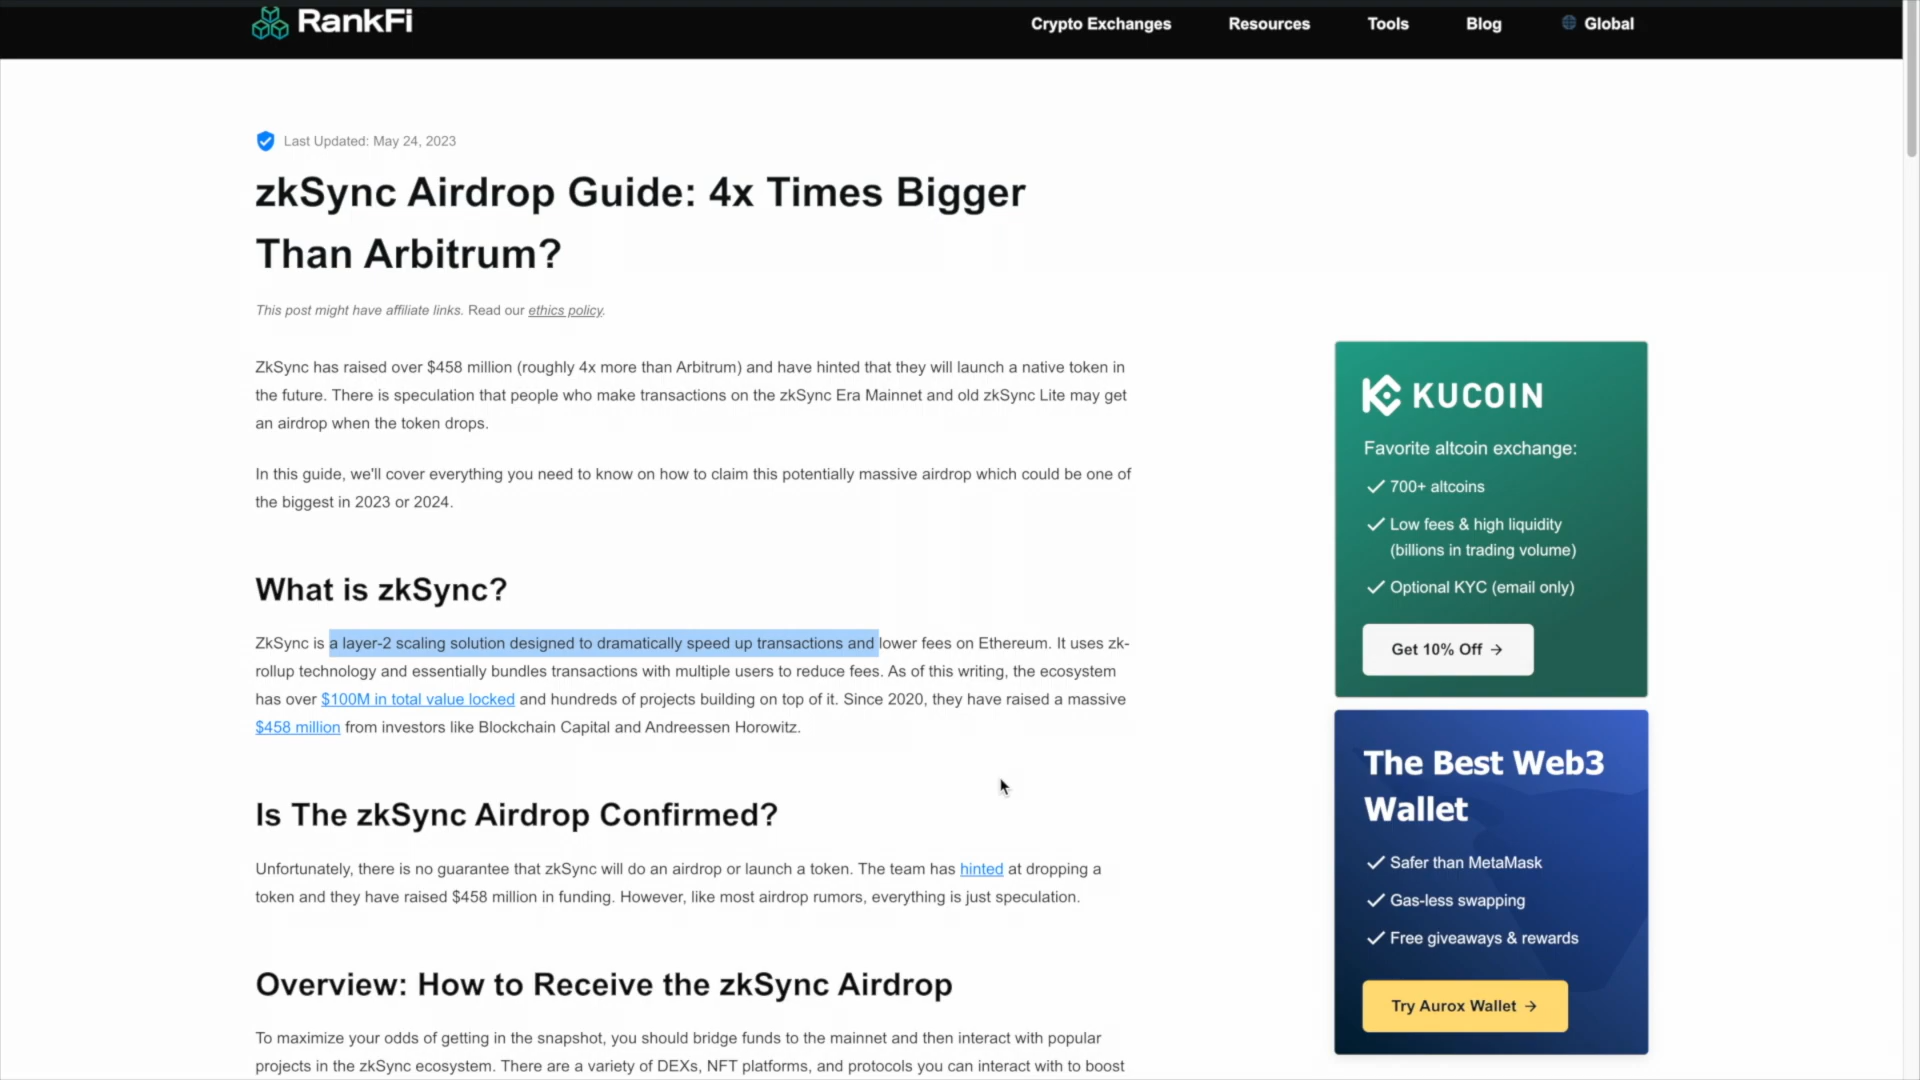 RankFi
Crypto Exchanges
Resources
Tools
Blog
Global
Last Updated: May 24, 2023
zkSync Airdrop Guide: 4x Times Bigger
Than Arbitrum?
This post might have affiliate links. Read our ethics policy.
ZkSync has raised over $458 million (roughly 4x more than Arbitrum) and have hinted that they will launch a native token in
the future. There is speculation that people who make transactions on the zkSync Era Mainnet and old zkSync Lite may get
an airdrop when the token drops.
In this guide, we'll cover everything you need to know on how to claim this potentially massive airdrop which could be one of
the biggest in 2023 or 2024.
What is zkSync?
ZkSync is a layer-2 scaling solution designed to dramatically speed up transactions and lower fees on Ethereum. It uses zk-
rollup technology and essentially bundles transactions with multiple users to reduce fees. As of this writing, the ecosystem
has over $100M in total value locked and hundreds of projects building on top of it. Since 2020, they have raised a massive
$458 million from investors like Blockchain Capital and Andreessen Horowitz.
Is The zkSync Airdrop Confirmed?
Unfortunately, there is no guarantee that zkSync will do an airdrop or launch a token. The team has hinted at dropping a
token and they have raised $458 million in funding. However, like most airdrop rumors, everything is just speculation.
Overview: How to Receive the zkSync Airdrop
To maximize your odds of getting in the snapshot, you should bridge funds to the mainnet and then interact with popular
projects in the zkSync ecosystem. There are a variety of DEXs, NFT platforms, and protocols you can interact with to boost
KUCOIN
Favorite altcoin exchange:
700+ altcoins
Low fees & high liquidity
(billions in trading volume)
Optional KYC (email only)
Get 10% Off →
The Best Web3
Wallet
Safer than MetaMask
Gas-less swapping
Free giveaways & rewards
Try Aurox Wallet →